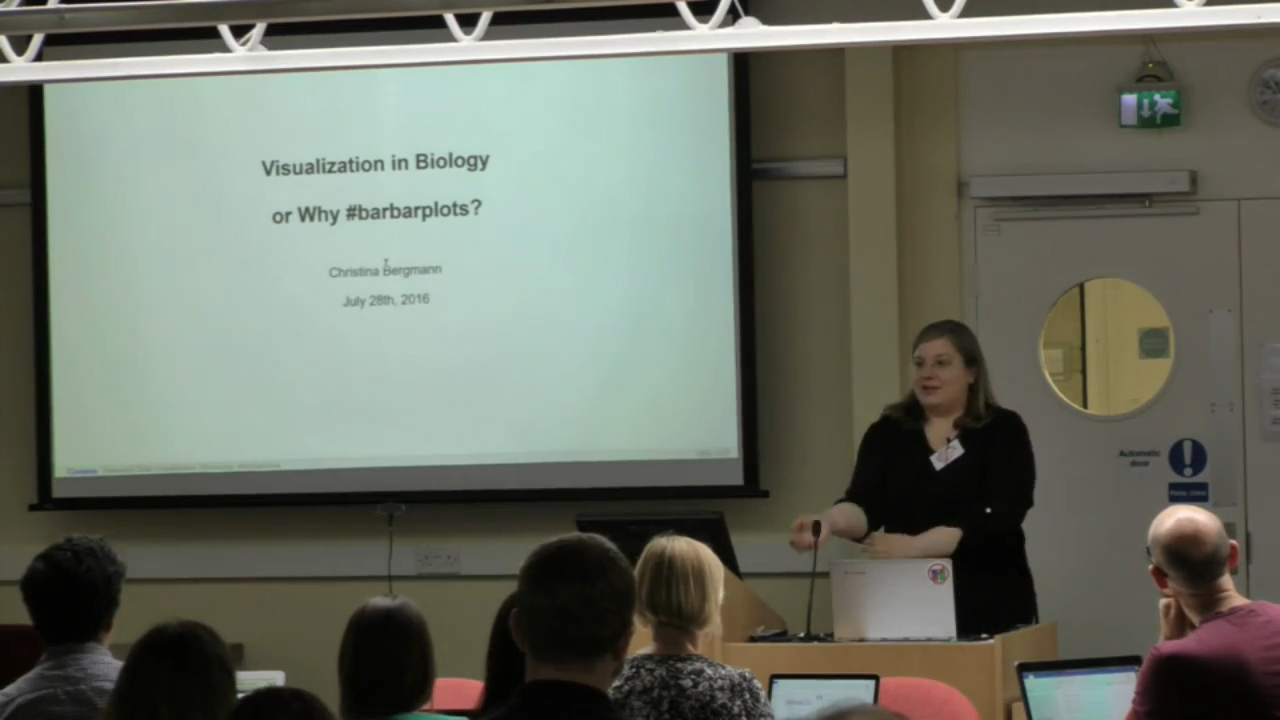 Visualization in Biology
or Why #barbarplots?
Christina Bergmann
July 28th, 2016
Automatic
door